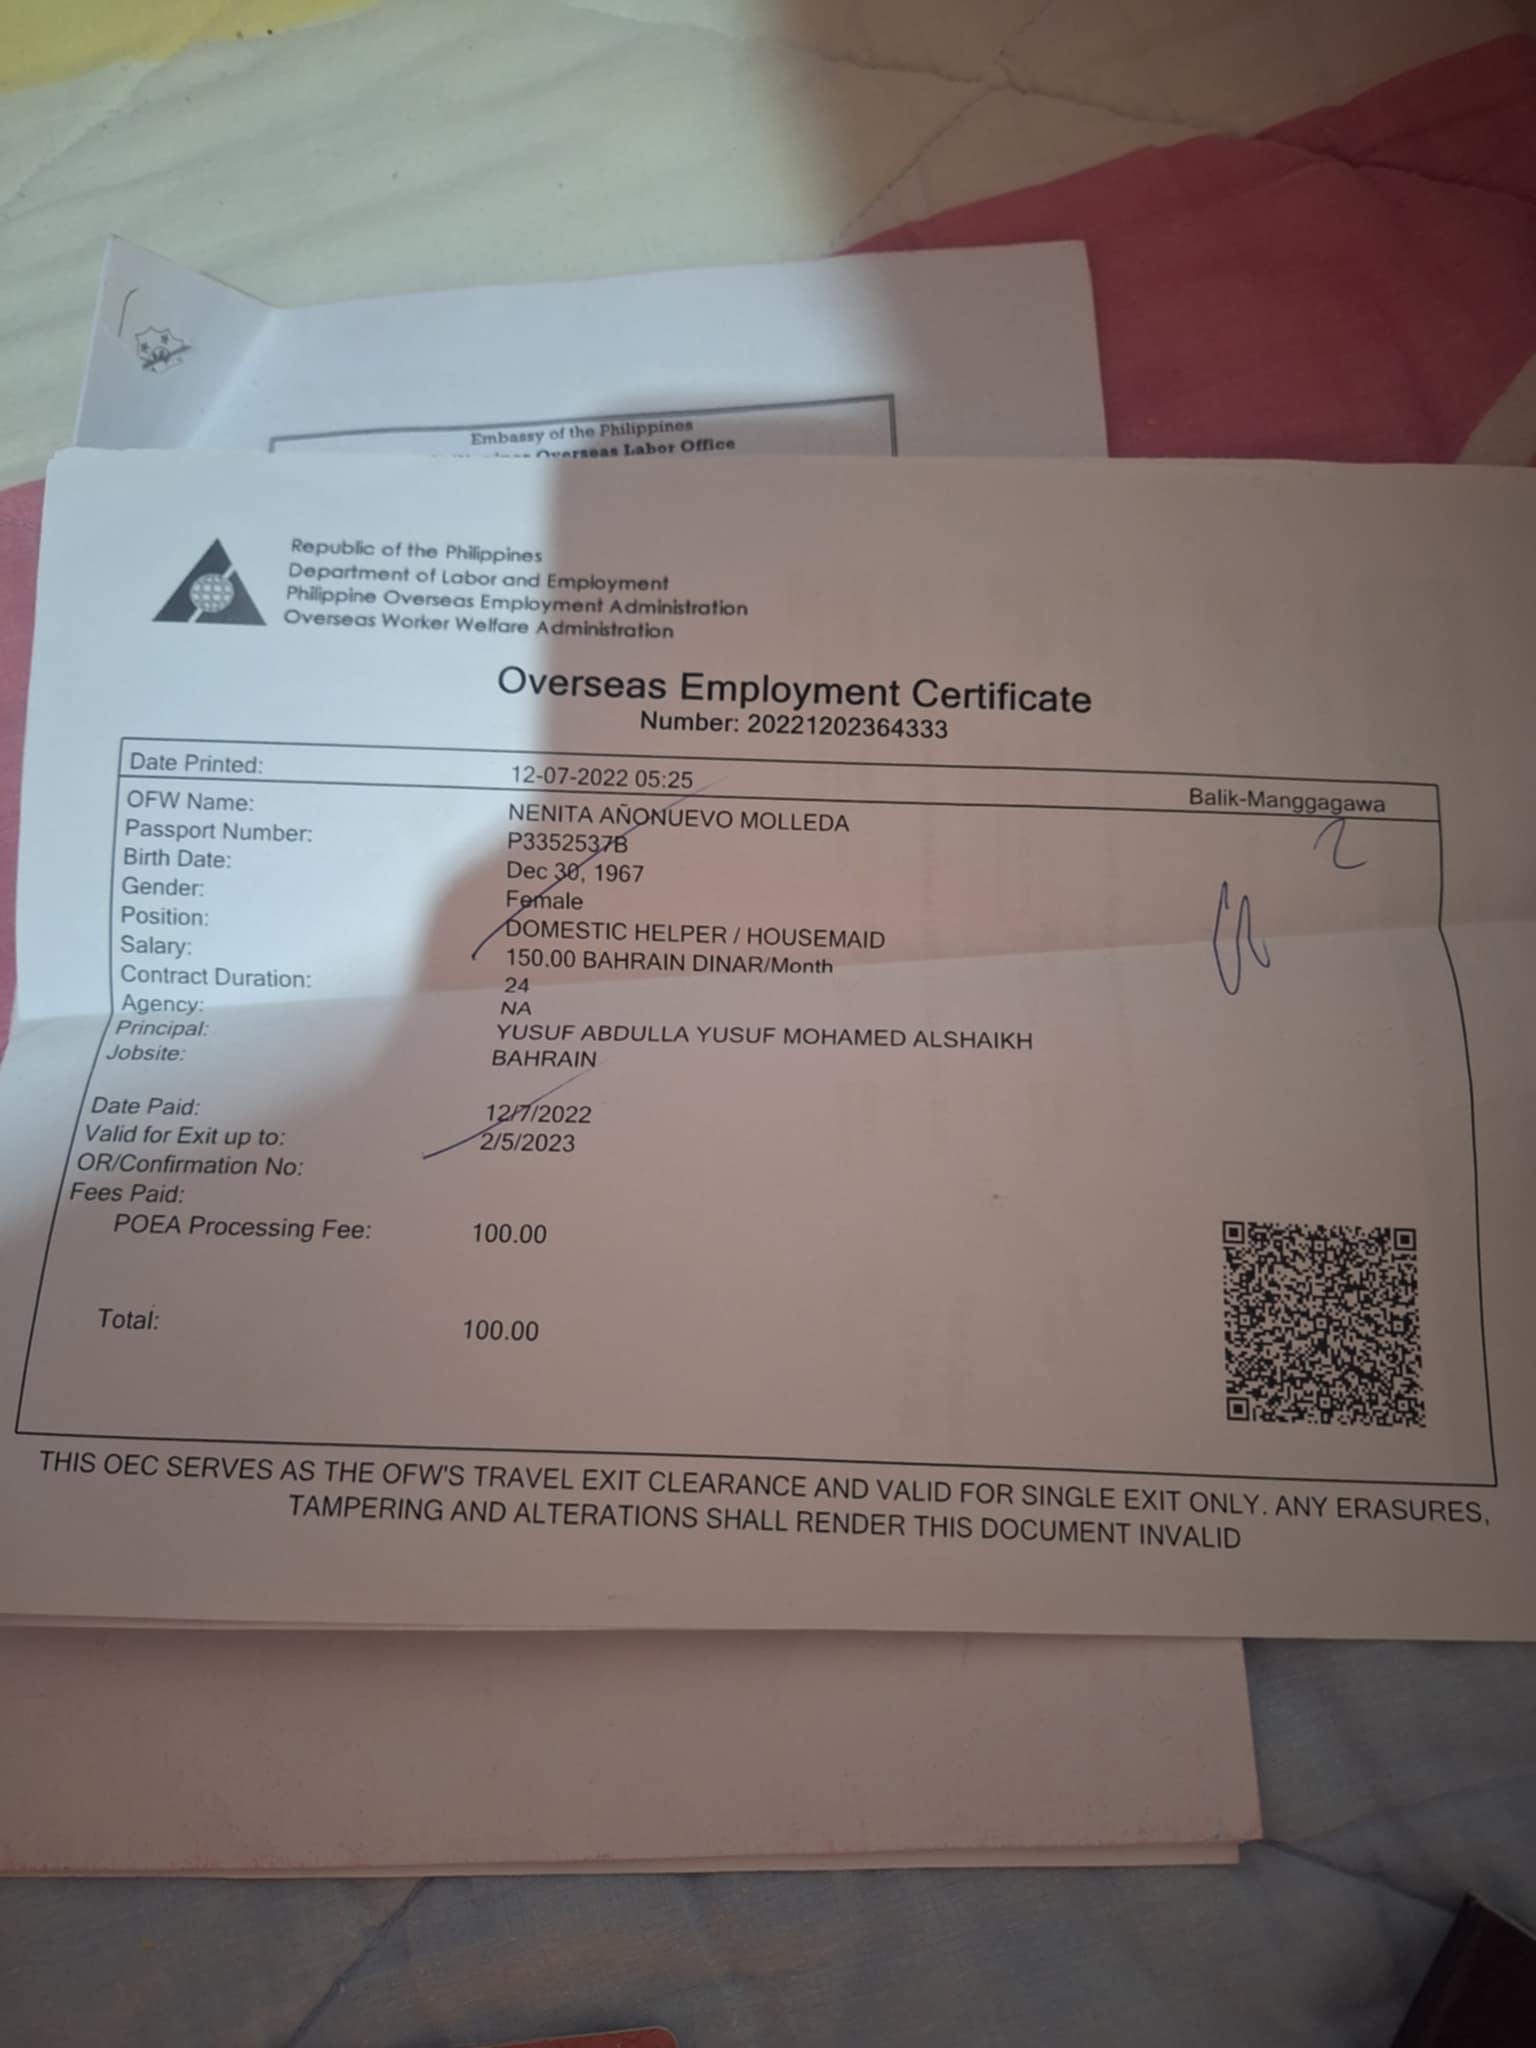 Embassy of the Philippines
Overseas Labor Office
Republic of the Philippines
Department of Labor and Employment
Philippine Overseas Employment Administration
Overseas Worker Welfare Administration
Overseas Employment Certificate
Number: 20221202364333
Date Printed: 12-07-2022 05:25 Balik-Manggagawa
OFW Name: NENITA AÑONUEVO MOLLEDA
Passport Number: P3352537B
Birth Date: Dec 30, 1967
Gender: Female
Position: DOMESTIC HELPER / HOUSEMAID
Salary: 150.00 BAHRAIN DINAR/Month
Contract Duration: 24
Agency: NA
Principal: YUSUF ABDULLA YUSUF MOHAMED ALSHAIKH
Jobsite: BAHRAIN
Date Paid: 12/7/2022
Valid for Exit up to: 2/5/2023
OR/Confirmation No:
Fees Paid:
POEA Processing Fee: 100.00
Total: 100.00
THIS OEC SERVES AS THE OFW'S TRAVEL EXIT CLEARANCE AND VALID FOR SINGLE EXIT ONLY. ANY ERASURES,
TAMPERING AND ALTERATIONS SHALL RENDER THIS DOCUMENT INVALID